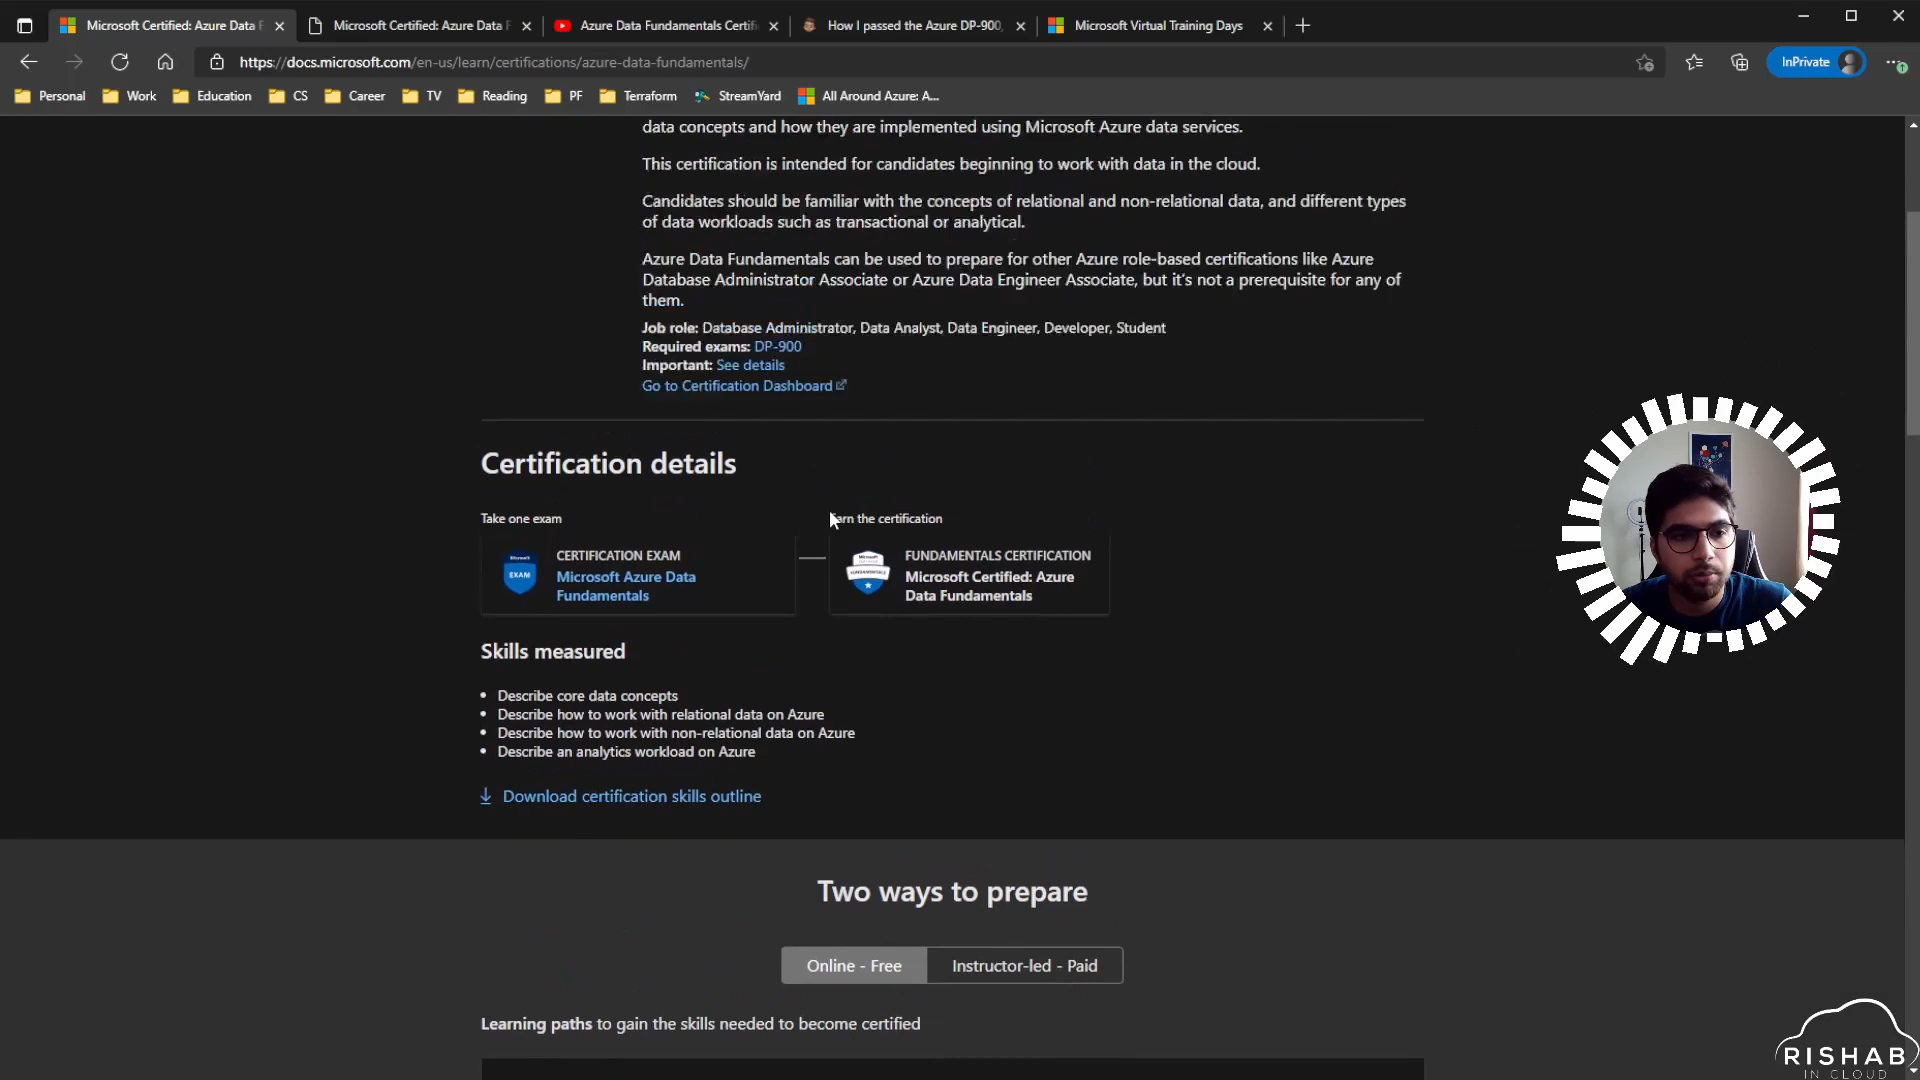 Microsoft Certified: Azure Data F
Microsoft Certified: Azure Data F
Azure Data Fundamentals Certifi
How I passed the Azure DP-900,
Microsoft Virtual Training Days
https://docs.microsoft.com/en-us/learn/certifications/azure-data-fundamentals/
InPrivate
Personal
Work
Education
CS
Career
TV
Reading
PF
Terraform
StreamYard
All Around Azure: A...
data concepts and how they are implemented using Microsoft Azure data services.
This certification is intended for candidates beginning to work with data in the cloud.
Candidates should be familiar with the concepts of relational and non-relational data, and different types
of data workloads such as transactional or analytical.
Azure Data Fundamentals can be used to prepare for other Azure role-based certifications like Azure
Database Administrator Associate or Azure Data Engineer Associate, but it's not a prerequisite for any of
them.
Job role: Database Administrator, Data Analyst, Data Engineer, Developer, Student
Required exams: DP-900
Important: See details
Go to Certification Dashboard
Certification details
Take one exam
arn the certification
Microsoft
EXAM
CERTIFICATION EXAM
Microsoft Azure Data
Fundamentals
Microsoft
FUNDAMENTALS
FUNDAMENTALS CERTIFICATION
Microsoft Certified: Azure
Data Fundamentals
Skills measured
• Describe core data concepts
• Describe how to work with relational data on Azure
• Describe how to work with non-relational data on Azure
• Describe an analytics workload on Azure
Download certification skills outline
Two ways to prepare
Online - Free
Instructor-led - Paid
Learning paths to gain the skills needed to become certified
RISHAB
IN CLOUD